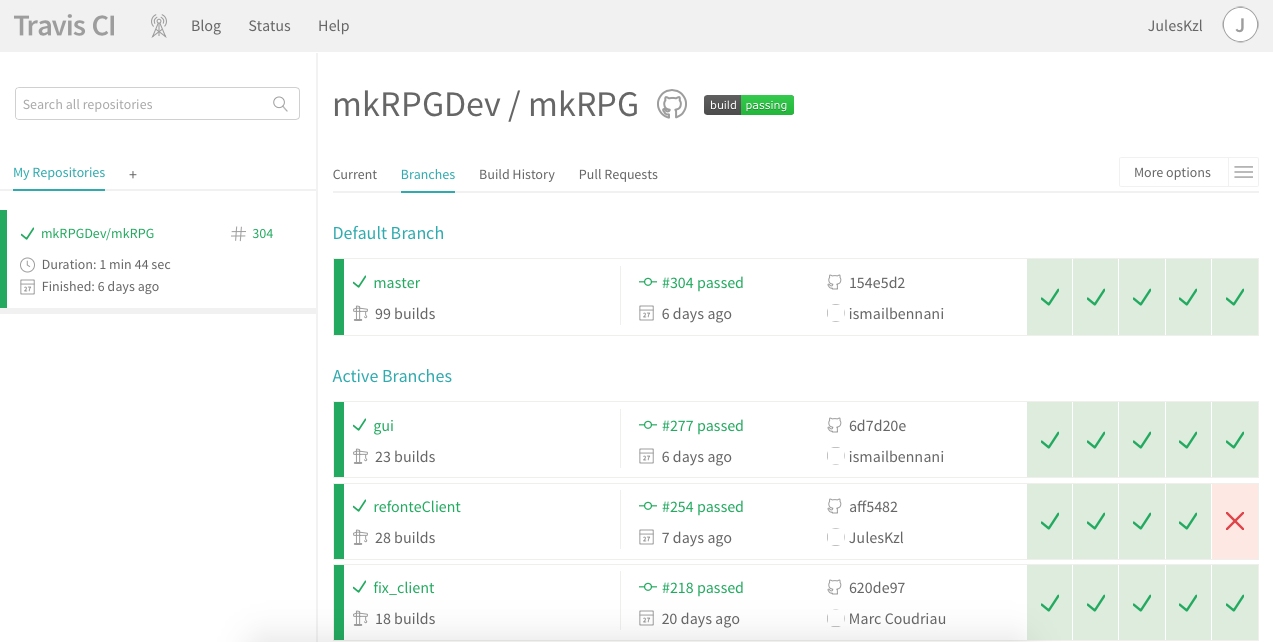 Travis CI Blog Status Help JulesKzl J
Search all repositories
mkRPGDev / mkRPG build passing
My Repositories +
Current Branches Build History Pull Requests More options
mkRPGDev/mkRPG # 304
Duration: 1 min 44 sec
Finished: 6 days ago
Default Branch
master #304 passed 154e5d2
99 builds 27 6 days ago ismailbennani
Active Branches
gui #277 passed 6d7d20e
23 builds 27 6 days ago ismailbennani
refonteClient #254 passed aff5482
28 builds 27 7 days ago JulesKzl
fix_client #218 passed 620de97
18 builds 27 20 days ago Marc Coudriau